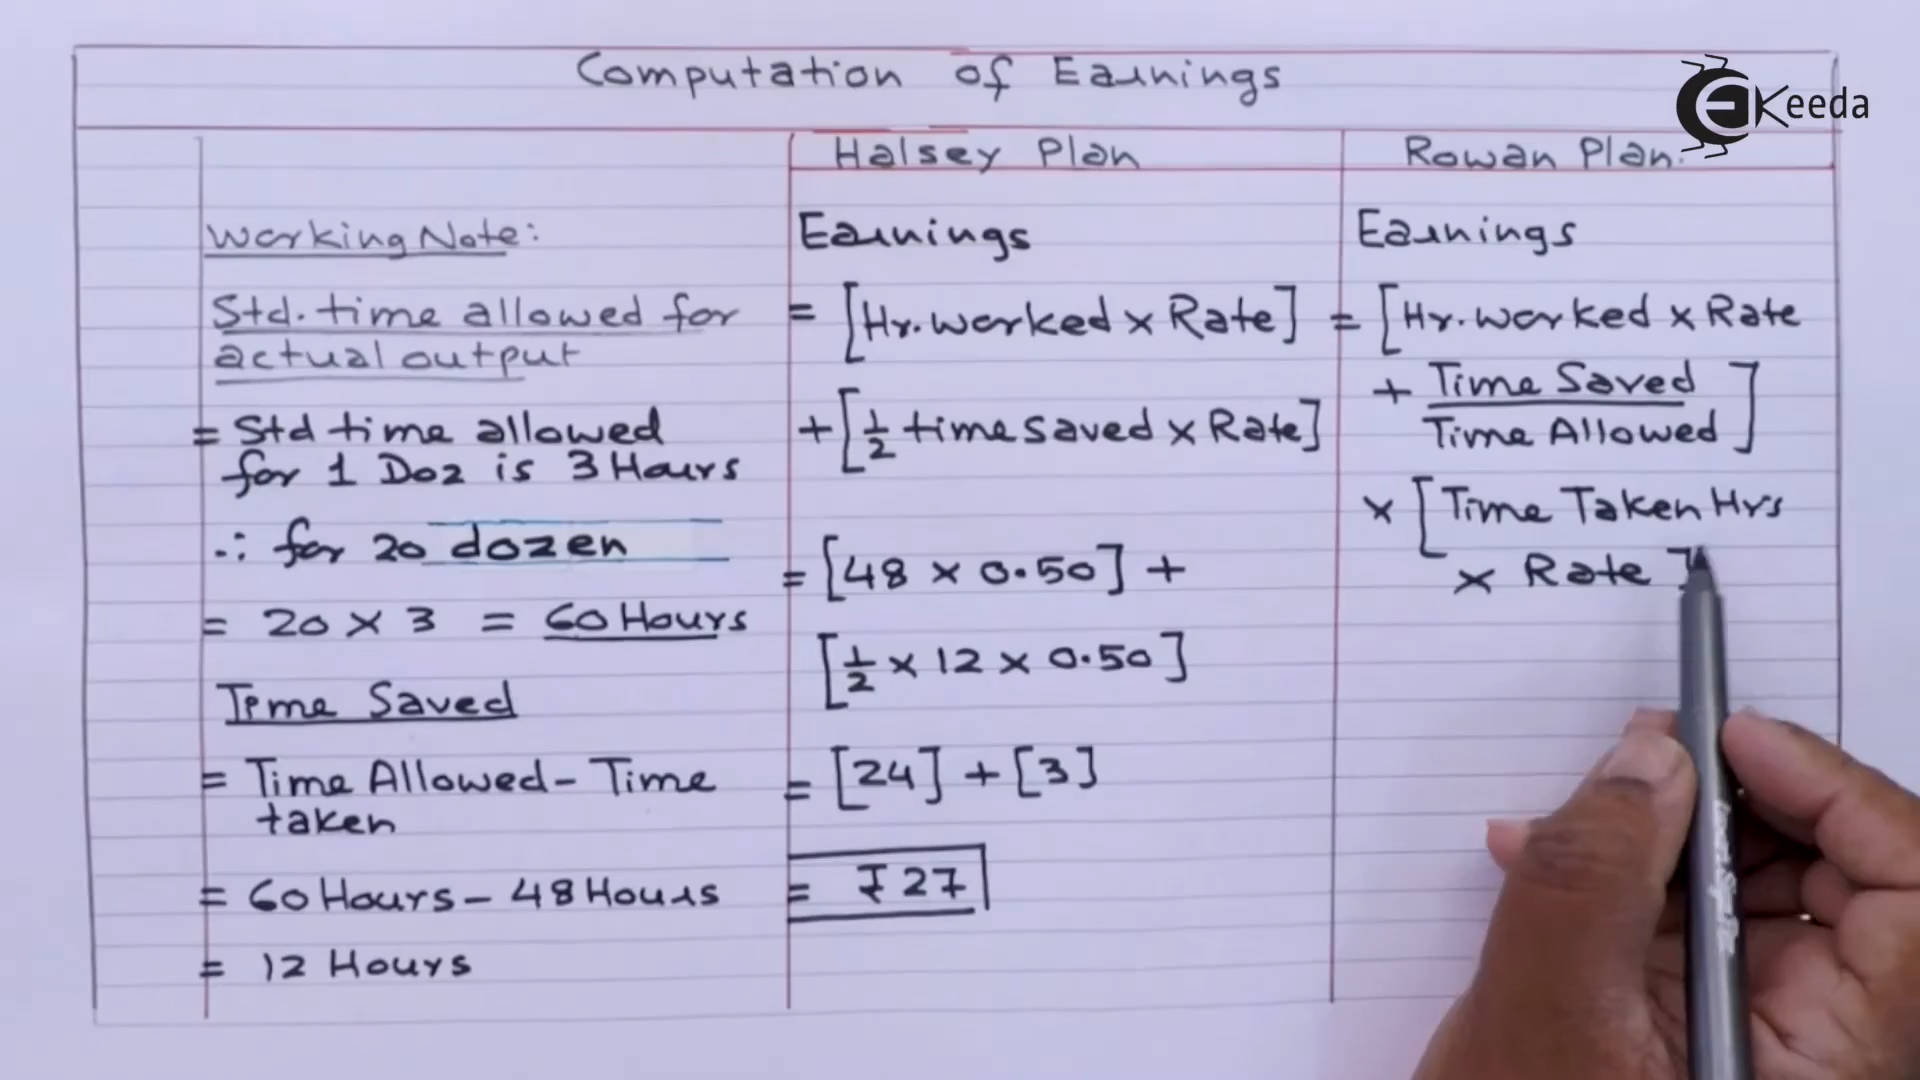 Computation of Earnings
Keeda
Halsey Plan
Rowan Plan.
Working Note:
Std. time allowed for
actual output
= Std time allowed
for 1 Doz is 3 Hours
∴ for 20 dozen
= 20 x 3 = 60 Hours
Time Saved
= Time Allowed - Time
taken
= 60 Hours - 48 Hours
= 12 Hours
Earnings
= [Hr. worked x Rate]
+ [1/2 time saved x Rate]
= [48 x 0.50] +
[1/2 x 12 x 0.50]
= [24] + [3]
= ₹27
Earnings
= [Hr. worked x Rate
+ Time Saved
Time Allowed ]
x [Time Taken Hrs
x Rate ]